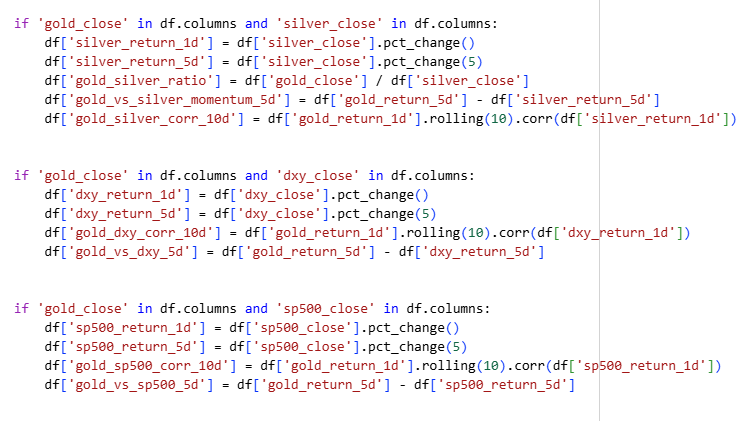 if 'gold_close' in df.columns and 'silver_close' in df.columns:
    df['silver_return_1d'] = df['silver_close'].pct_change()
    df['silver_return_5d'] = df['silver_close'].pct_change(5)
    df['gold_silver_ratio'] = df['gold_close'] / df['silver_close']
    df['gold_vs_silver_momentum_5d'] = df['gold_return_5d'] - df['silver_return_5d']
    df['gold_silver_corr_10d'] = df['gold_return_1d'].rolling(10).corr(df['silver_return_1d'])
if 'gold_close' in df.columns and 'dxy_close' in df.columns:
    df['dxy_return_1d'] = df['dxy_close'].pct_change()
    df['dxy_return_5d'] = df['dxy_close'].pct_change(5)
    df['gold_dxy_corr_10d'] = df['gold_return_1d'].rolling(10).corr(df['dxy_return_1d'])
    df['gold_vs_dxy_5d'] = df['gold_return_5d'] - df['dxy_return_5d']
if 'gold_close' in df.columns and 'sp500_close' in df.columns:
    df['sp500_return_1d'] = df['sp500_close'].pct_change()
    df['sp500_return_5d'] = df['sp500_close'].pct_change(5)
    df['gold_sp500_corr_10d'] = df['gold_return_1d'].rolling(10).corr(df['sp500_return_1d'])
    df['gold_vs_sp500_5d'] = df['gold_return_5d'] - df['sp500_return_5d']